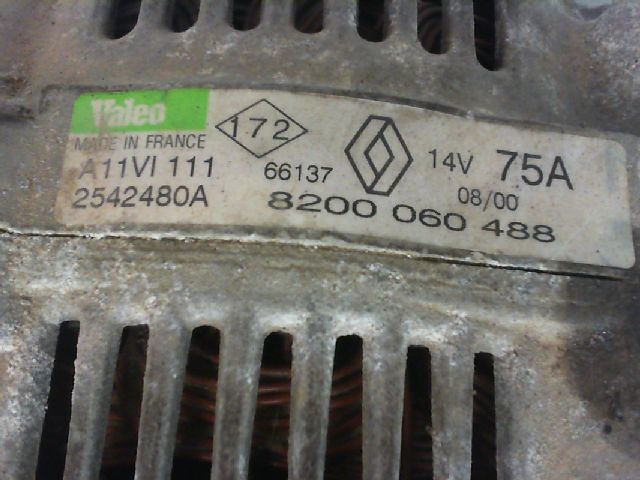 Valeo
MADE IN FRANCE
A11VI 111
2542480A
172
66137
14V 75A
08/00
8200 060 488